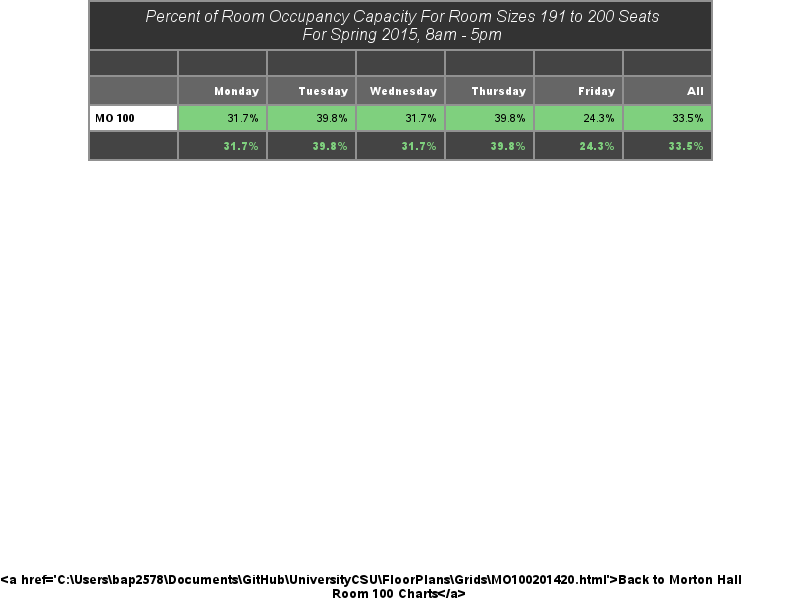 Percent of Room Occupancy Capacity For Room Sizes 191 to 200 Seats
For Spring 2015, 8am - 5pm
Monday Tuesday Wednesday Thursday Friday All
MO 100 31.7% 39.8% 31.7% 39.8% 24.3% 33.5%
31.7% 39.8% 31.7% 39.8% 24.3% 33.5%
<a href='C:\Users\bap2578\Documents\GitHub\UniversityCSU\FloorPlans\Grids\MO100201420.html'>Back to Morton Hall
Room 100 Charts</a>